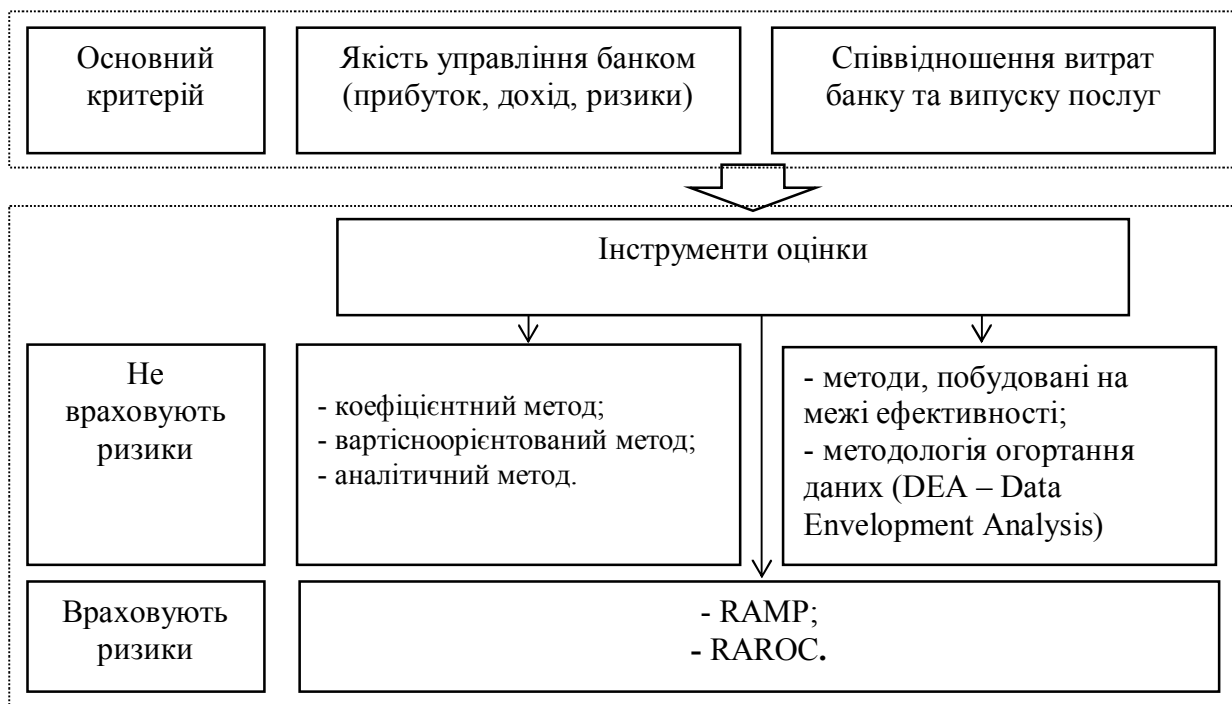 Основний
критерій
Якість управління банком
(прибуток, дохід, ризики)
Співвідношення витрат
банку та випуску послуг
Інструменти оцінки
Не
враховують
ризики
- коефіцієнтний метод;
- вартісноорієнтований метод;
- аналітичний метод.
- методи, побудовані на
межі ефективності;
- методологія огортання
даних (DEA – Data
Envelopment Analysis)
Враховують
ризики
- RAMP;
- RAROC.